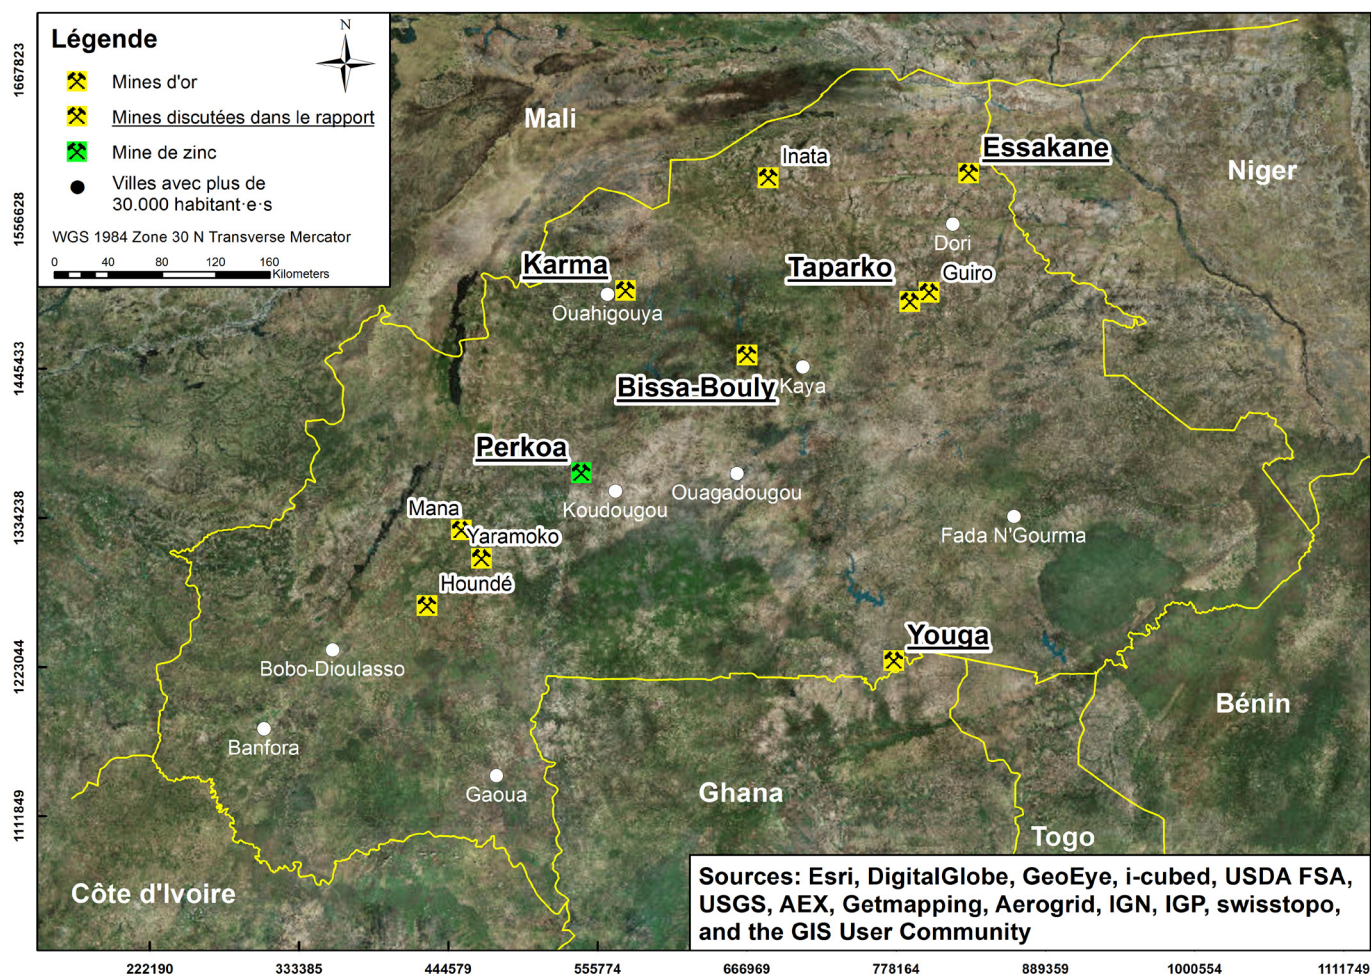 Légende
N
Mines d'or
Mines discutées dans le rapport
Mine de zinc
Villes avec plus de
30.000 habitant·e·s
WGS 1984 Zone 30 N Transverse Mercator
0 20 40 80 120 160
Kilometers
1667823
1556628
1445433
1334238
1223044
1111849
Mali
Inata
Essakane
Niger
Dori
Karma
Taparko
Guiro
Ouahigouya
Bissa-Bouly
Kaya
Perkoa
Koudougou
Ouagadougou
Mana
Yaramoko
Houndé
Fada N'Gourma
Youga
Bobo-Dioulasso
Bénin
Banfora
Gaoua
Ghana
Togo
Côte d'Ivoire
Sources: Esri, DigitalGlobe, GeoEye, i-cubed, USDA FSA,
USGS, AEX, Getmapping, Aerogrid, IGN, IGP, swisstopo,
and the GIS User Community
222190 333385 444579 555774 666969 778164 889359 1000554 1111749